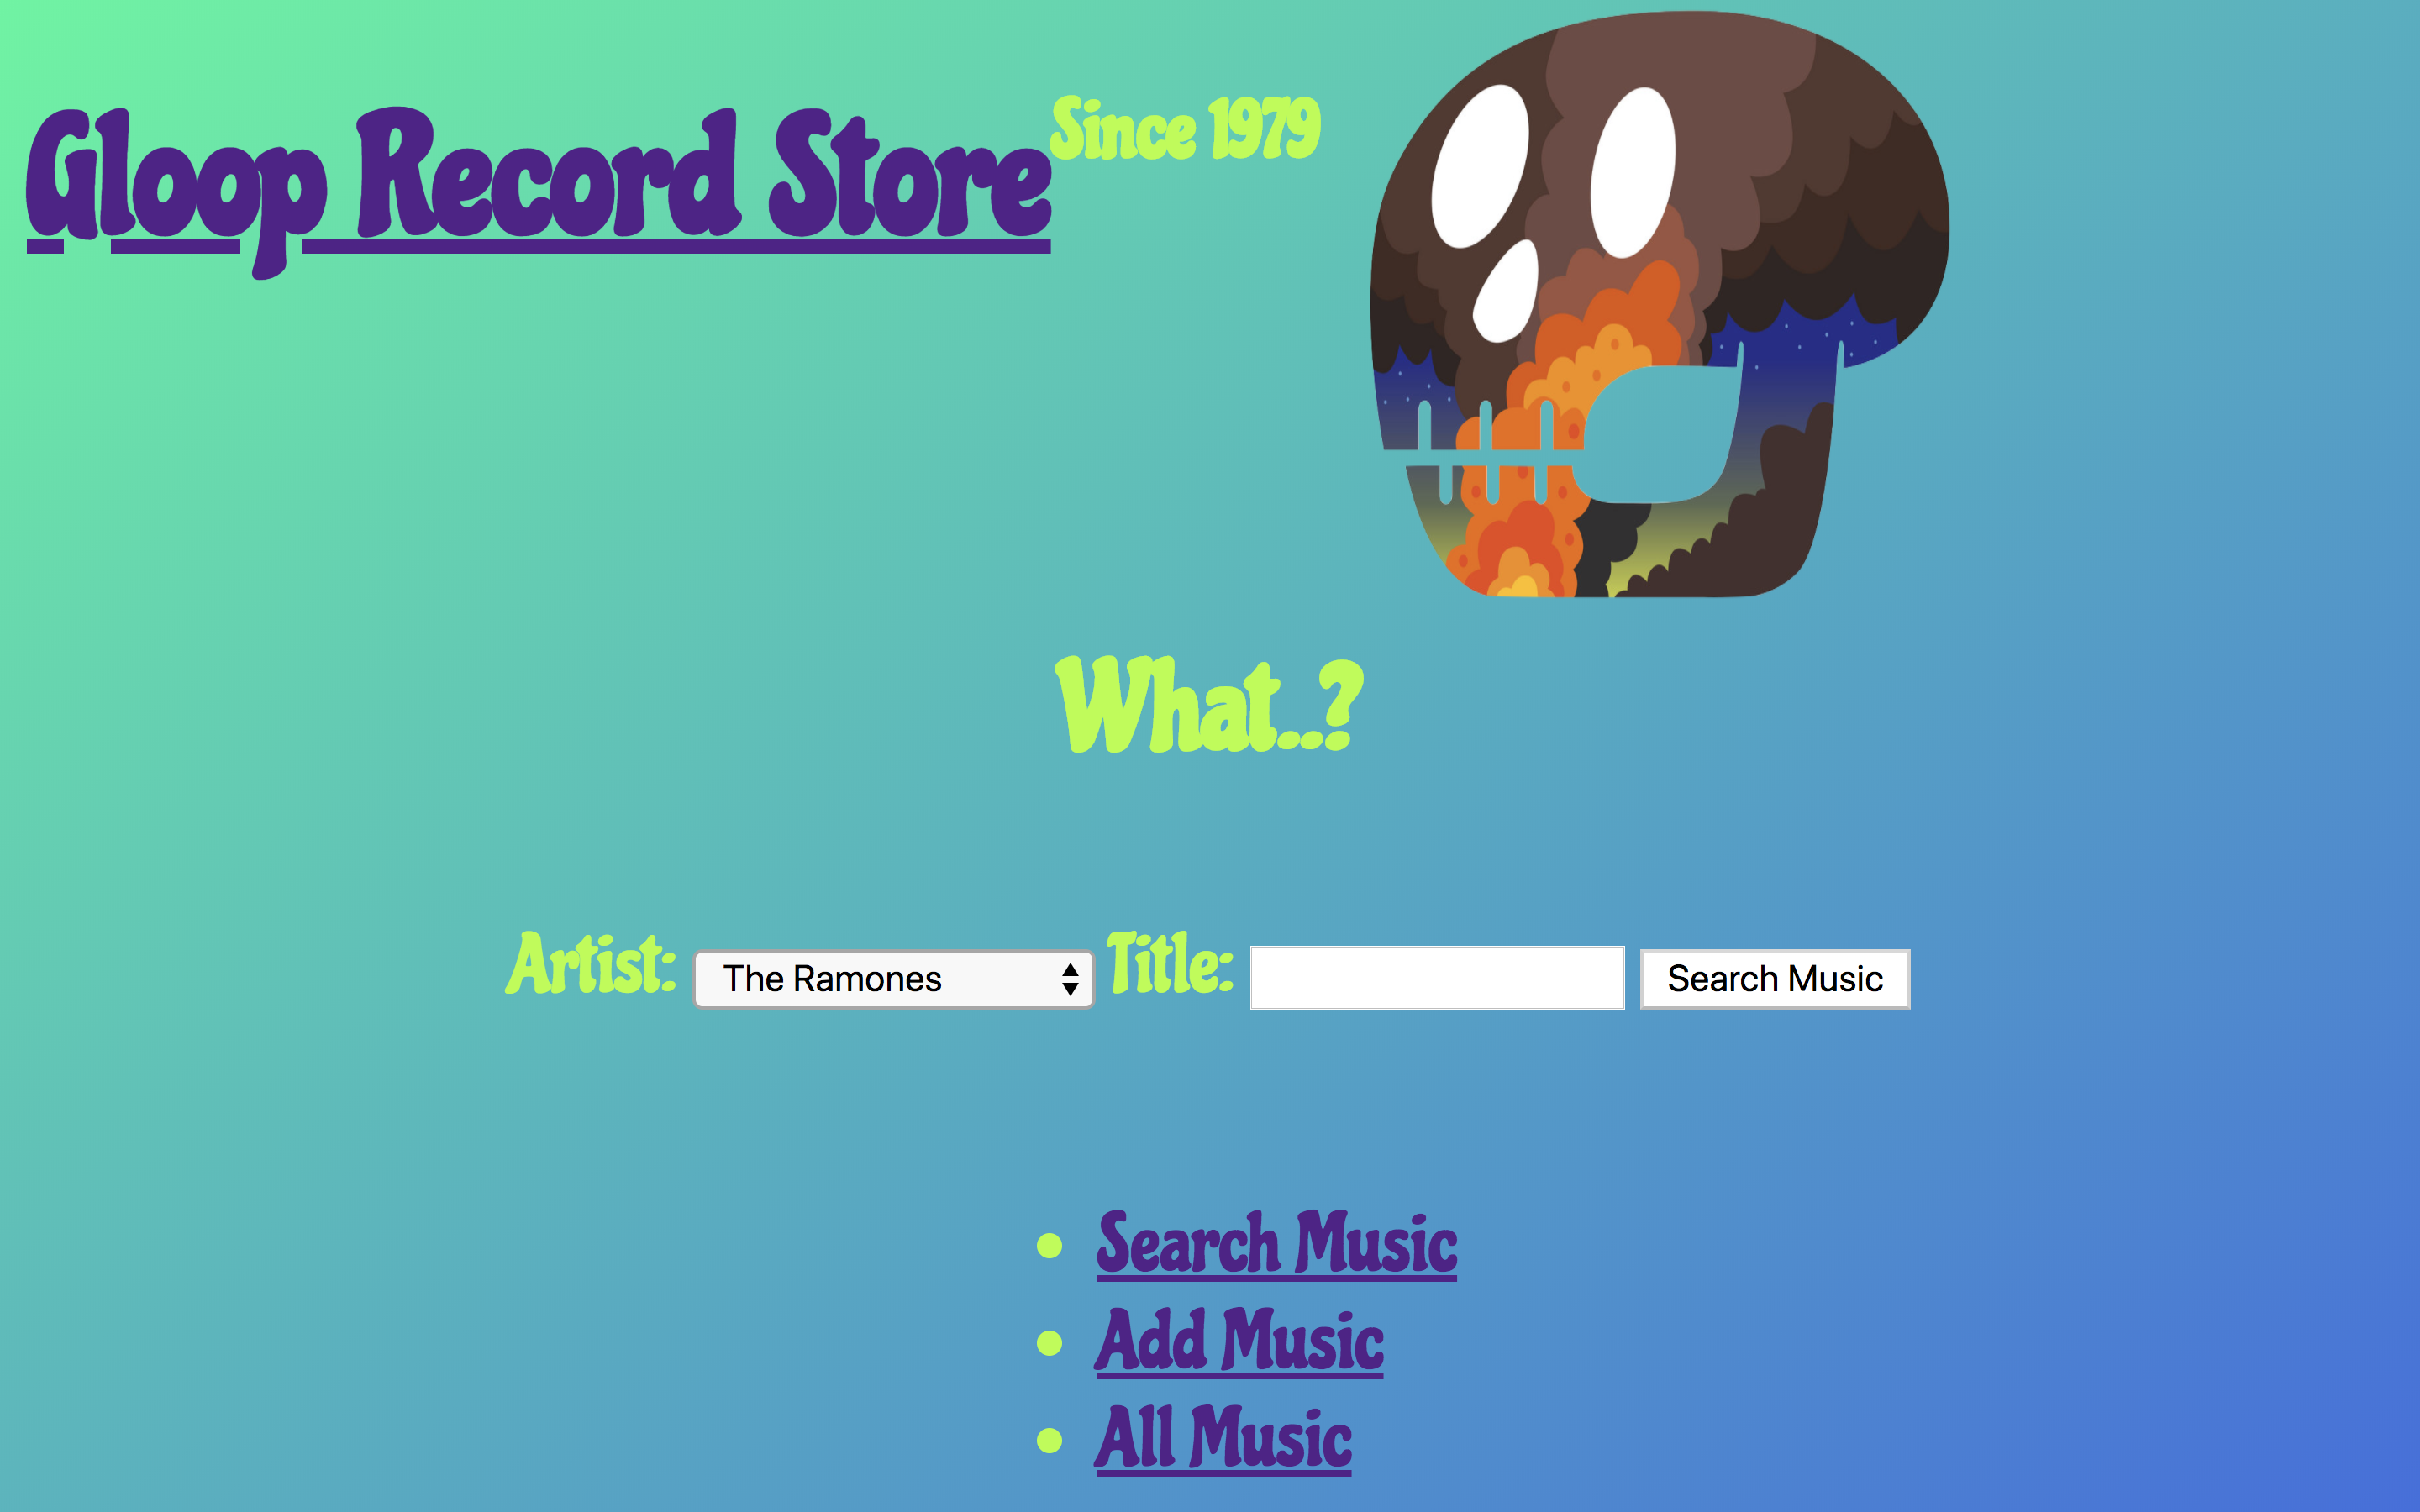 Gloop Record Store Since 1979
What...?
Artist: The Ramones Title: Search Music
Search Music
Add Music
All Music